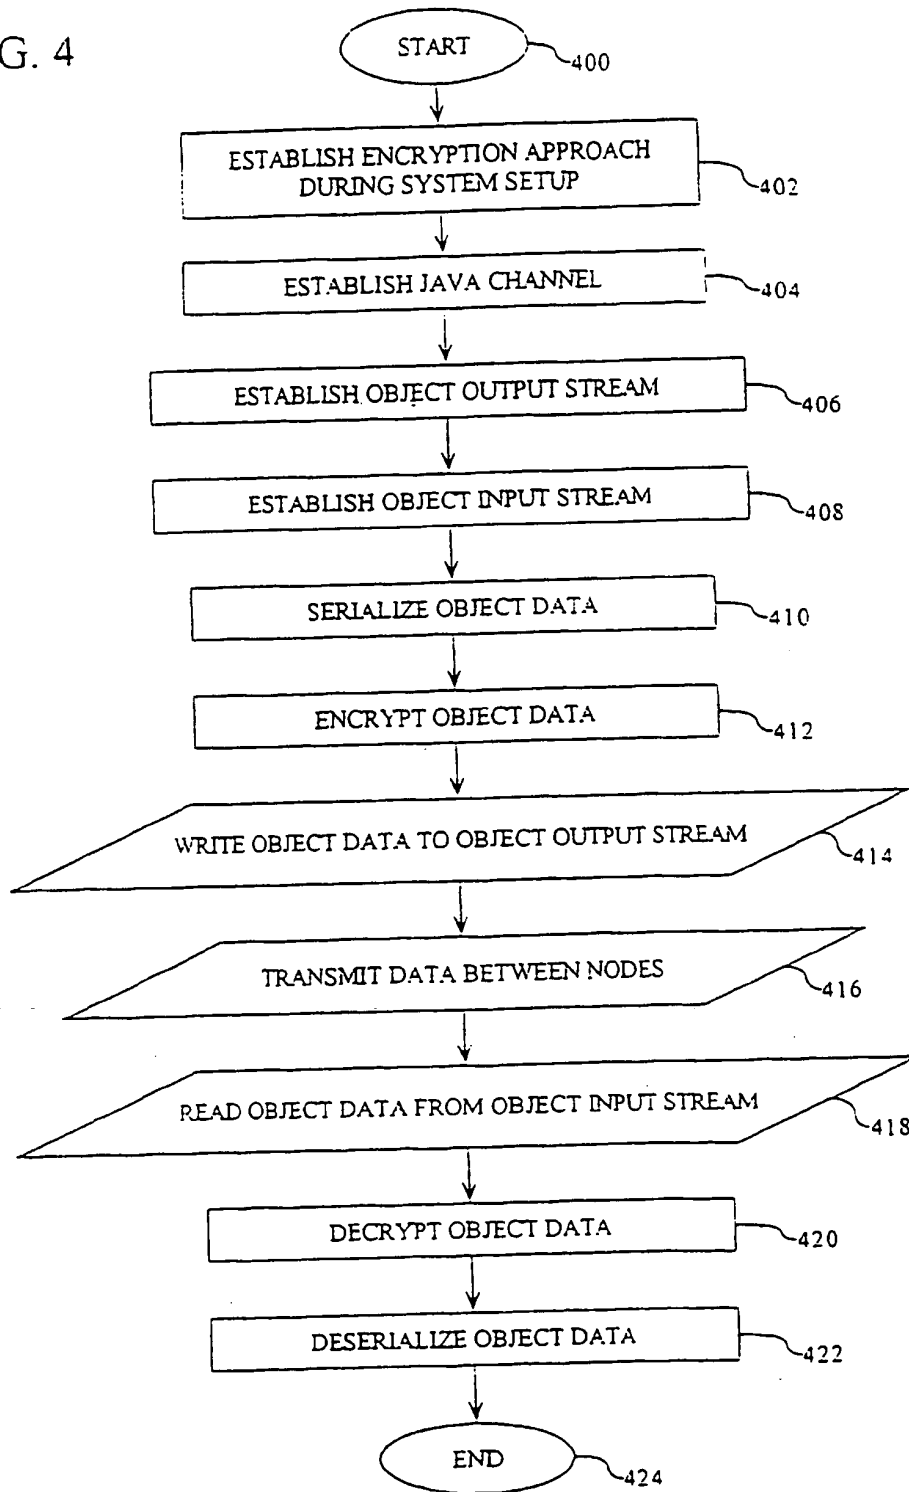 G. 4
START
400
ESTABLISH ENCRYPTION APPROACH
DURING SYSTEM SETUP
402
ESTABLISH JAVA CHANNEL
404
ESTABLISH OBJECT OUTPUT STREAM
406
ESTABLISH OBJECT INPUT STREAM
408
SERIALIZE OBJECT DATA
410
ENCRYPT OBJECT DATA
412
WRITE OBJECT DATA TO OBJECT OUTPUT STREAM
414
TRANSMIT DATA BETWEEN NODES
416
READ OBJECT DATA FROM OBJECT INPUT STREAM
418
DECRYPT OBJECT DATA
420
DESERIALIZE OBJECT DATA
422
END
424